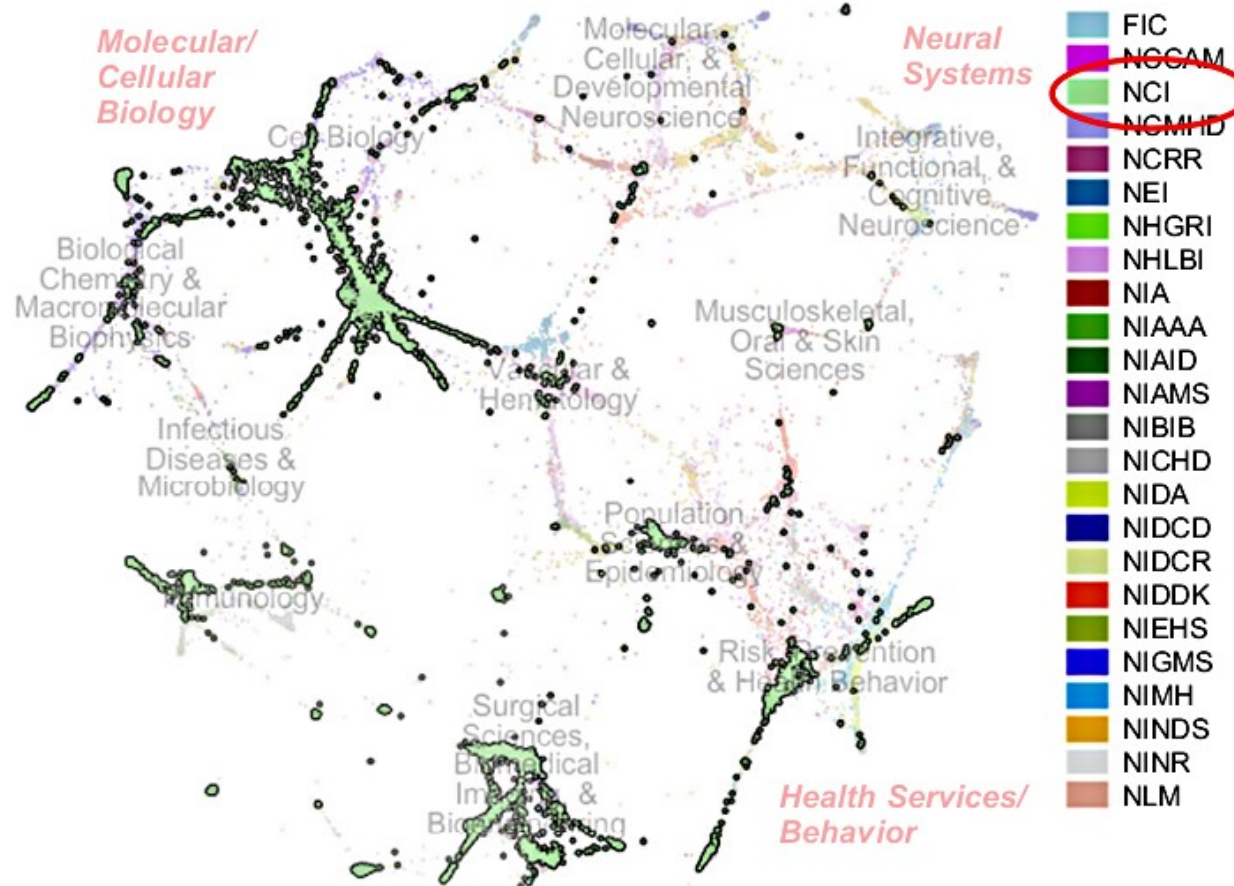 Molecular/
Cellular
Biology
Molecular,
Cellular, &
Developmental
Neuroscience
Neural
Systems
Cell Biology
Integrative,
Functional, &
Cognitive
Neuroscience
Biological
Chemistry &
Macromolecular
Biophysics
Musculoskeletal,
Oral & Skin
Sciences
Vascular &
Hematology
Infectious
Diseases &
Microbiology
Population
Sciences &
Epidemiology
Immunology
Risk, Prevention
& Health Behavior
Surgical
Sciences,
Biomedical
Imaging, &
Bioengineering
Health Services/
Behavior
FIC
NCCAM
NCI
NCMHD
NCRR
NEI
NHGRI
NHLBI
NIA
NIAAA
NIAID
NIAMS
NIBIB
NICHD
NIDA
NIDCD
NIDCR
NIDDK
NIEHS
NIGMS
NIMH
NINDS
NINR
NLM